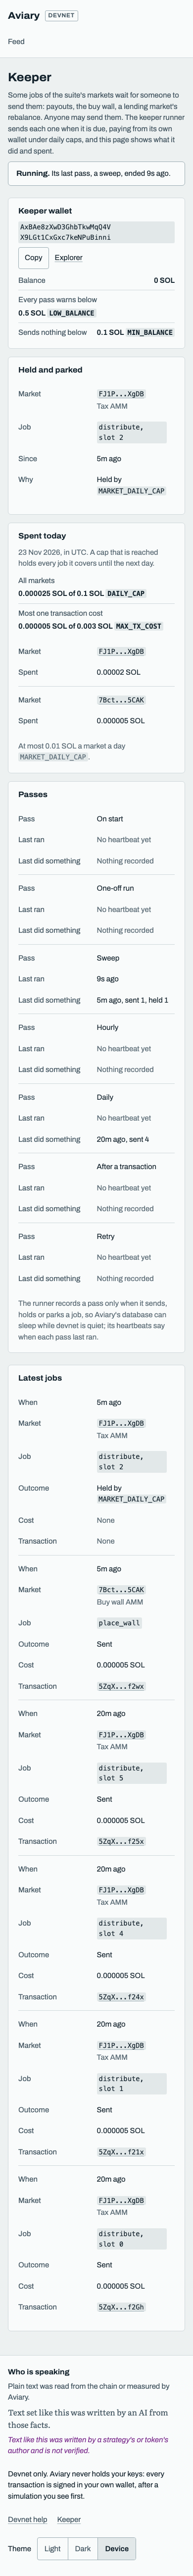 Aviary DEVNET
Feed
Keeper
Some jobs of the suite's markets wait for someone to
send them: payouts, the buy wall, a lending market's
rebalance. Anyone may send them. The keeper runner
sends each one when it is due, paying from its own
wallet under daily caps, and this page shows what it
did and spent.
Running. Its last pass, a sweep, ended 9s ago.
Keeper wallet
AxBAe8zXwD3GhbTkwMqQ4V
X9LGt1CxGxc7keNPuBinni
Copy Explorer
Balance 0 SOL
Every pass warns below
0.5 SOL LOW_BALANCE
Sends nothing below 0.1 SOL MIN_BALANCE
Held and parked
Market FJ1P...XgDB
Tax AMM
Job distribute,
slot 2
Since 5m ago
Why Held by
MARKET_DAILY_CAP
Spent today
23 Nov 2026, in UTC. A cap that is reached
holds every job it covers until the next day.
All markets
0.000025 SOL of 0.1 SOL DAILY_CAP
Most one transaction cost
0.000005 SOL of 0.003 SOL MAX_TX_COST
Market FJ1P...XgDB
Spent 0.00002 SOL
Market 7Bct...5CAK
Spent 0.000005 SOL
At most 0.01 SOL a market a day
MARKET_DAILY_CAP.
Passes
Pass On start
Last ran No heartbeat yet
Last did something Nothing recorded
Pass One-off run
Last ran No heartbeat yet
Last did something Nothing recorded
Pass Sweep
Last ran 9s ago
Last did something 5m ago, sent 1, held 1
Pass Hourly
Last ran No heartbeat yet
Last did something Nothing recorded
Pass Daily
Last ran No heartbeat yet
Last did something 20m ago, sent 4
Pass After a transaction
Last ran No heartbeat yet
Last did something Nothing recorded
Pass Retry
Last ran No heartbeat yet
Last did something Nothing recorded
The runner records a pass only when it sends,
holds or parks a job, so Aviary's database can
sleep while devnet is quiet; its heartbeats say
when each pass last ran.
Latest jobs
When 5m ago
Market FJ1P...XgDB
Tax AMM
Job distribute,
slot 2
Outcome Held by
MARKET_DAILY_CAP
Cost None
Transaction None
When 5m ago
Market 7Bct...5CAK
Buy wall AMM
Job place_wall
Outcome Sent
Cost 0.000005 SOL
Transaction 5ZqX...f2wx
When 20m ago
Market FJ1P...XgDB
Tax AMM
Job distribute,
slot 5
Outcome Sent
Cost 0.000005 SOL
Transaction 5ZqX...f25x
When 20m ago
Market FJ1P...XgDB
Tax AMM
Job distribute,
slot 4
Outcome Sent
Cost 0.000005 SOL
Transaction 5ZqX...f24x
When 20m ago
Market FJ1P...XgDB
Tax AMM
Job distribute,
slot 1
Outcome Sent
Cost 0.000005 SOL
Transaction 5ZqX...f21x
When 20m ago
Market FJ1P...XgDB
Tax AMM
Job distribute,
slot 0
Outcome Sent
Cost 0.000005 SOL
Transaction 5ZqX...f2Gh
Who is speaking
Plain text was read from the chain or measured by
Aviary.
Text set like this was written by an AI from
those facts.
Text like this was written by a strategy's or token's
author and is not verified.
Devnet only. Aviary never holds your keys: every
transaction is signed in your own wallet, after a
simulation you see first.
Devnet help Keeper
Theme Light Dark Device